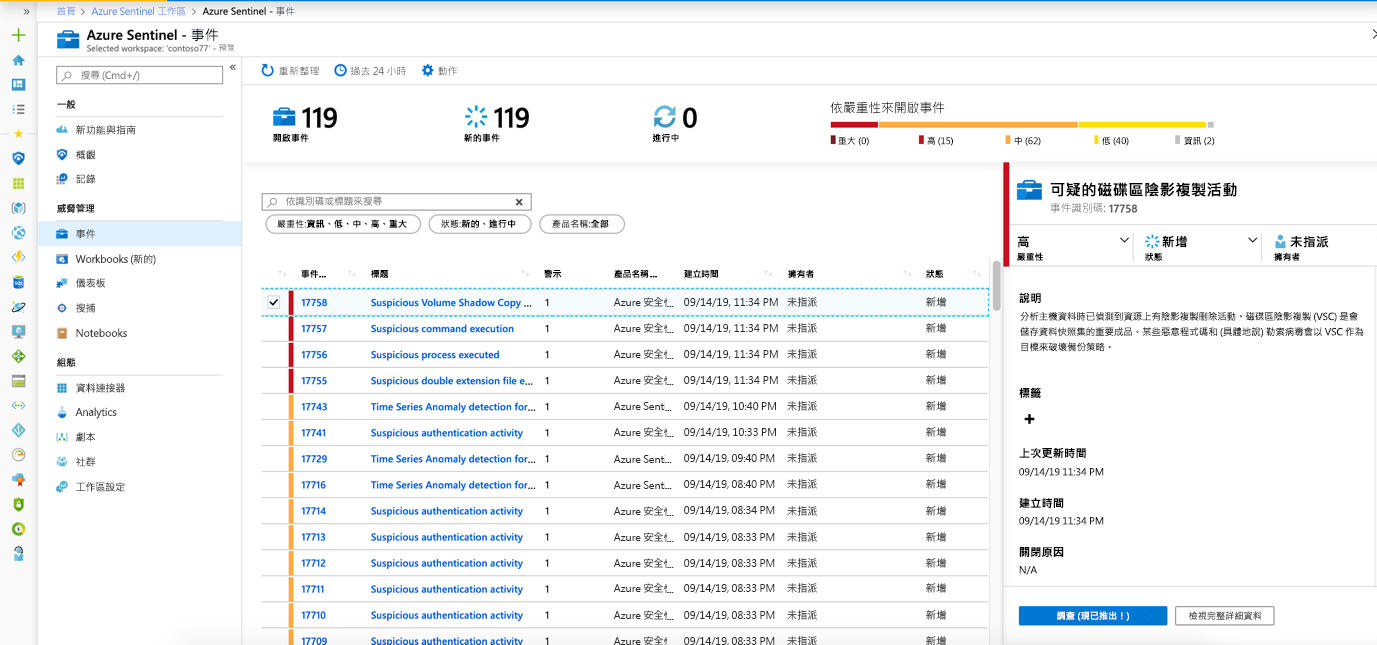 » 首頁 > Azure Sentinel 工作區 > Azure Sentinel - 事件
Azure Sentinel - 事件
Selected workspace: 'contoso77' - 預覽
搜尋 (Cmd+/)
«
一般
新功能與指南
概觀
記錄
威脅管理
事件
Workbooks (新的)
儀表板
搜捕
Notebooks
組態
資料連接器
Analytics
劇本
社群
工作區設定
重新整理 過去 24 小時 動作
119
開啟事件
119
新的事件
0
進行中
依嚴重性來開啟事件
重大 (0) 高 (15) 中 (62) 低 (40) 資訊 (2)
依識別碼或標題來搜尋
嚴重性:資訊、低、中、高、重大 狀態:新的、進行中 產品名稱:全部
事件... 標題 警示 產品名稱... 建立時間 擁有者 狀態
17758 Suspicious Volume Shadow Copy ... 1 Azure 安全性... 09/14/19, 11:34 PM 未指派 新增
17757 Suspicious command execution 1 Azure 安全性... 09/14/19, 11:34 PM 未指派 新增
17756 Suspicious process executed 1 Azure 安全性... 09/14/19, 11:34 PM 未指派 新增
17755 Suspicious double extension file e... 1 Azure 安全性... 09/14/19, 11:34 PM 未指派 新增
17743 Time Series Anomaly detection for... 1 Azure Sent... 09/14/19, 10:40 PM 未指派 新增
17741 Suspicious authentication activity 1 Azure 安全性... 09/14/19, 10:33 PM 未指派 新增
17729 Time Series Anomaly detection for... 1 Azure Sent... 09/14/19, 09:40 PM 未指派 新增
17716 Time Series Anomaly detection for... 1 Azure Sent... 09/14/19, 08:40 PM 未指派 新增
17714 Suspicious authentication activity 1 Azure 安全性... 09/14/19, 08:34 PM 未指派 新增
17713 Suspicious authentication activity 1 Azure 安全性... 09/14/19, 08:33 PM 未指派 新增
17712 Suspicious authentication activity 1 Azure 安全性... 09/14/19, 08:33 PM 未指派 新增
17711 Suspicious authentication activity 1 Azure 安全性... 09/14/19, 08:33 PM 未指派 新增
17710 Suspicious authentication activity 1 Azure 安全性... 09/14/19, 08:33 PM 未指派 新增
17709 Suspicious authentication activity 1 Azure 安全性... 09/14/19, 08:33 PM 未指派 新增
可疑的磁碟區陰影複製活動
事件識別碼: 17758
高
嚴重性
新增
狀態
未指派
擁有者
說明
分析主機資料時已偵測到資源上有陰影複製刪除活動。磁碟區陰影複製 (VSC) 是會
儲存資料快照集的重要成品。某些惡意程式碼和 (具體地說) 勒索病毒會以 VSC 作為
目標來破壞備份策略。
標籤
+
上次更新時間
09/14/19 11:34 PM
建立時間
09/14/19 11:34 PM
關閉原因
N/A
調查 (現已推出！) 檢視完整詳細資料